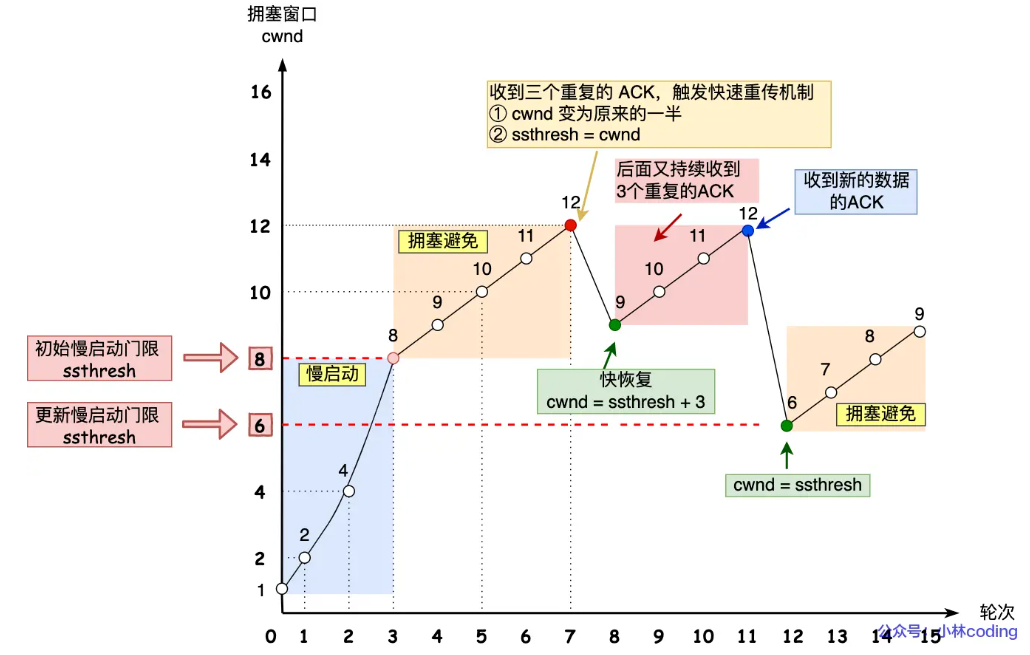 拥塞窗口
cwnd
16
14
12
10
8
6
4
2
1
收到三个重复的 ACK，触发快速重传机制
① cwnd 变为原来的一半
② ssthresh = cwnd
后面又持续收到
3个重复的ACK
收到新的数据
的ACK
初始慢启动门限
ssthresh
更新慢启动门限
ssthresh
慢启动
拥塞避免
2
4
8
9
10
11
12
9
10
11
12
6
7
8
9
快恢复
cwnd = ssthresh + 3
拥塞避免
cwnd = ssthresh
轮次
0 1 2 3 4 5 6 7 8 9 10 11 12 13 14 15
公众号：小林coding